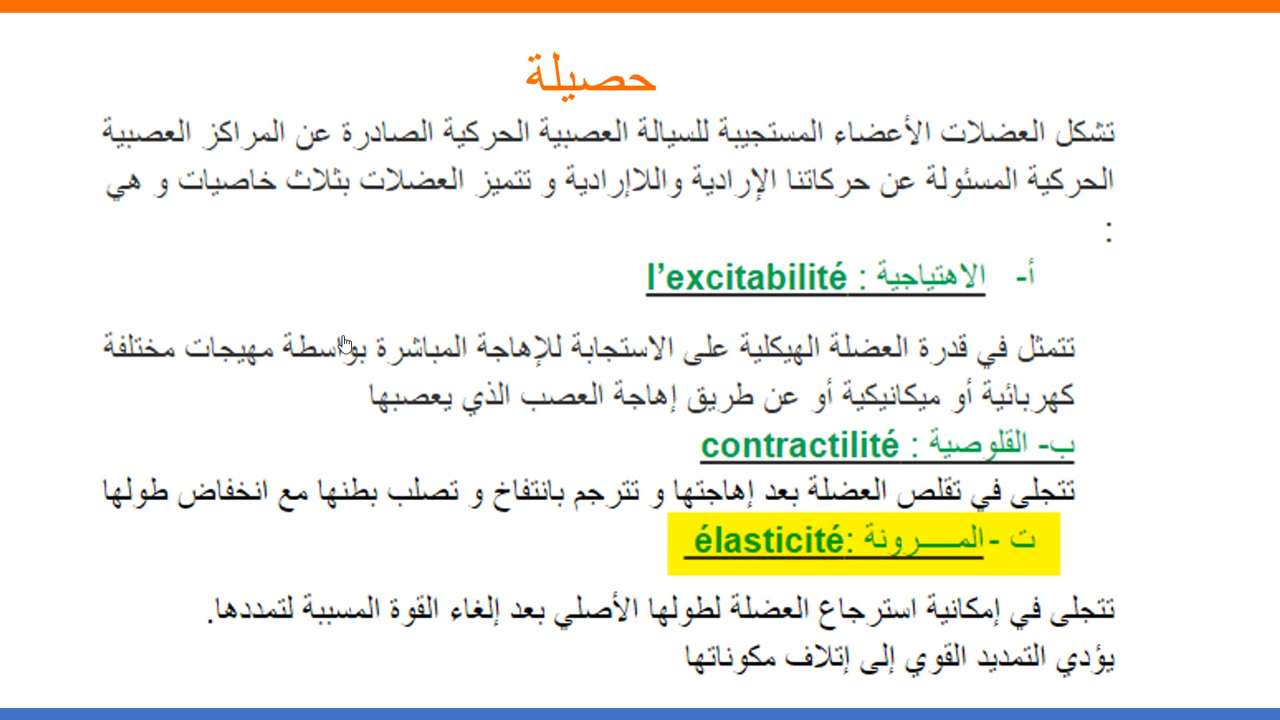 حصيلة
تشكل العضلات الأعضاء المستجيبة للسيالة العصبية الحركية الصادرة عن المراكز العصبية
الحركية المسئولة عن حركاتنا الإرادية واللاإرادية و تتميز العضلات بثلاث خاصيات و هي
:
أ- الاهتياجية : l’excitabilité
تتمثل في قدرة العضلة الهيكلية على الاستجابة للإهاجة المباشرة بواسطة مهيجات مختلفة
كهربائية أو ميكانيكية أو عن طريق إهاجة العصب الذي يعصبها
ب- القلوصية : contractilité
تتجلى في تقلص العضلة بعد إهاجتها و تترجم بانتفاخ و تصلب بطنها مع انخفاض طولها
ت -المـــــرونة :élasticité
تتجلى في إمكانية استرجاع العضلة لطولها الأصلي بعد إلغاء القوة المسببة لتمددها.
يؤدي التمديد القوي إلى إتلاف مكوناتها